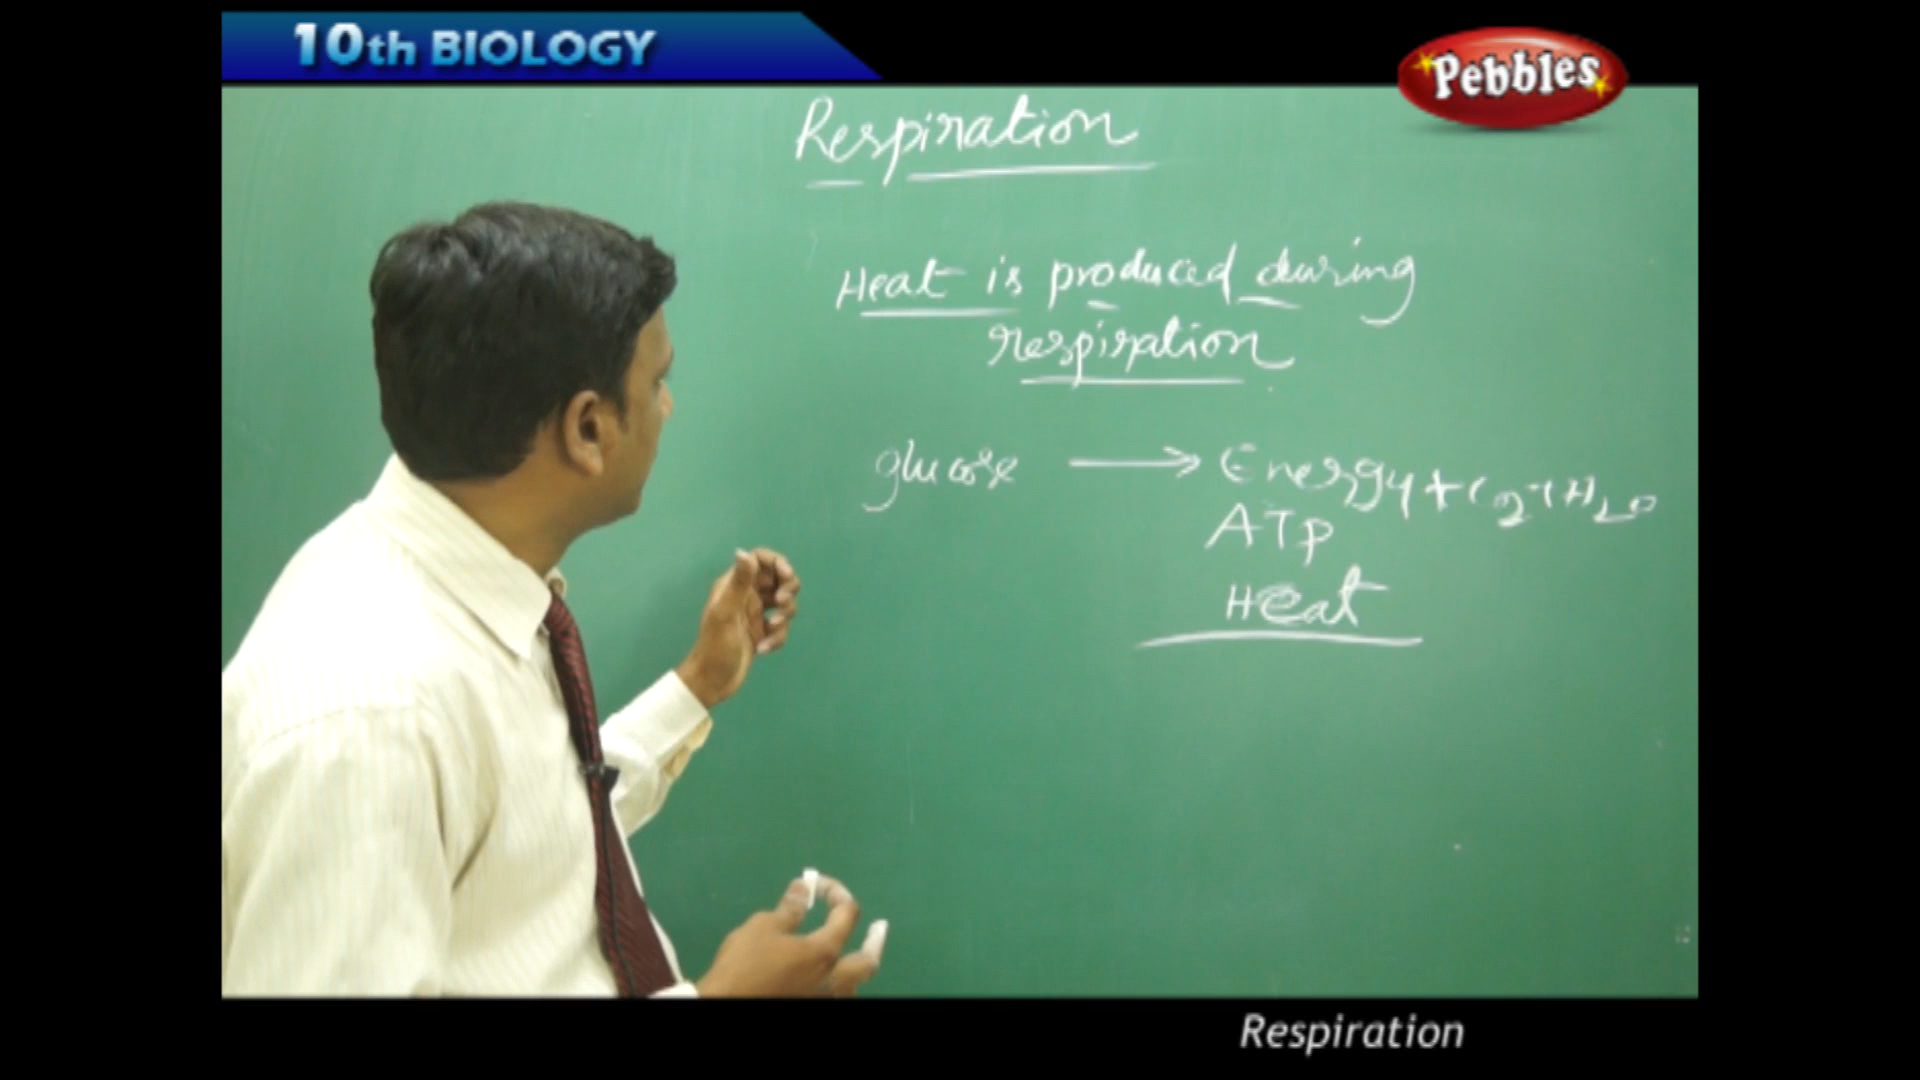 10th BIOLOGY
Pebbles
Respiration
Heat is produced during
respiration
glucose → Energy + CO2 + H2O
ATP
Heat
Respiration